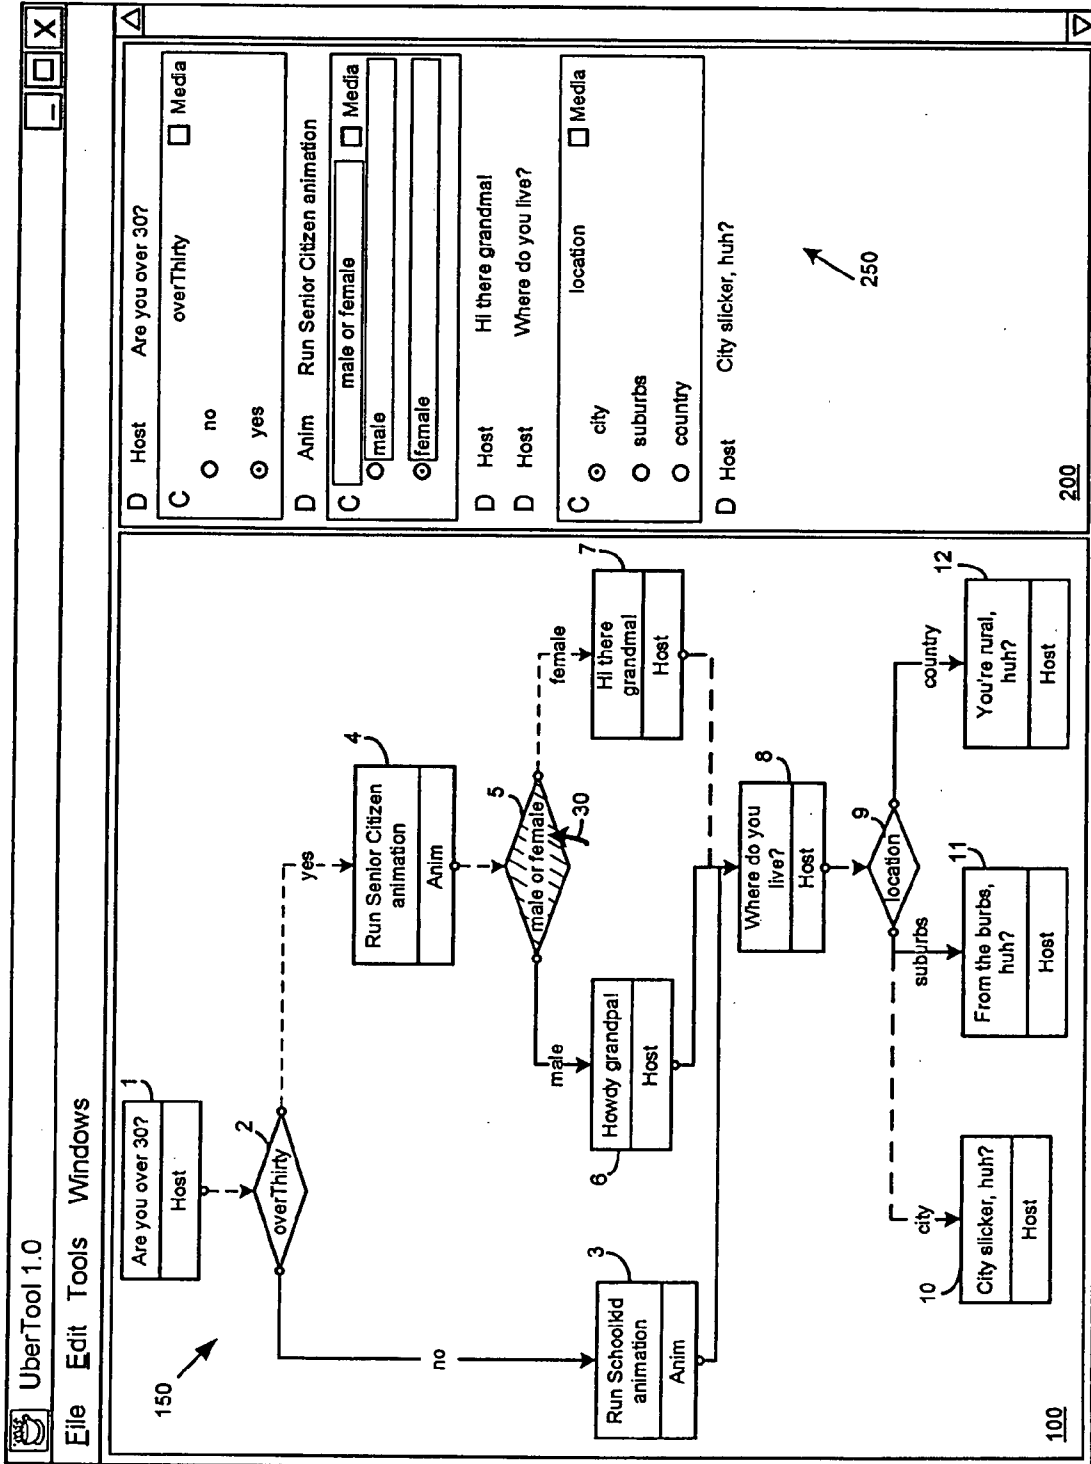 UberTool 1.0
_ X
File Edit Tools Windows
150
Are you over 30?
Host
1
overThirty
2
no
yes
Run Schoolkid
animation
Anim
3
Run Senior Citizen
animation
Anim
4
male or female
5
30
male
female
Howdy grandpa!
Host
6
Hi there
grandma!
Host
7
Where do you
live?
Host
8
location
9
city
suburbs
country
City slicker, huh?
Host
10
From the burbs,
huh?
Host
11
You're rural,
huh?
Host
12
100
D Host Are you over 30?
C overThirty Media
no
yes
D Anim Run Senior Citizen animation
C male or female Media
male
female
D Host Hi there grandma!
D Host Where do you live?
C location Media
city
suburbs
country
D Host City slicker, huh?
250
200